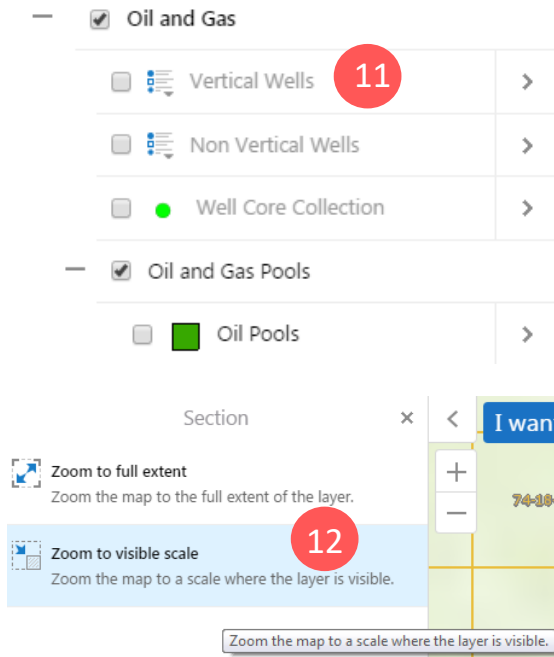 Oil and Gas
Vertical Wells 11
Non Vertical Wells
Well Core Collection
Oil and Gas Pools
Oil Pools
Section ×
I wan
Zoom to full extent
Zoom the map to the full extent of the layer.
74-18
Zoom to visible scale 12
Zoom the map to a scale where the layer is visible.
Zoom the map to a scale where the layer is visible.